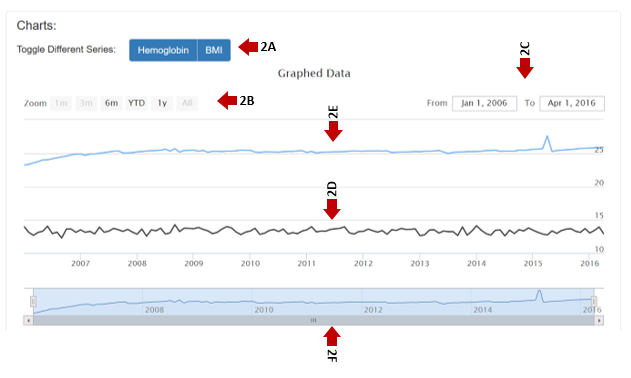 Charts:
Toggle Different Series: Hemoglobin BMI 2A
2C
Graphed Data
Zoom 1m 3m 6m YTD 1y All 2B
From Jan 1, 2006 To Apr 1, 2016
2E
25
20
2D
15
10
2007 2008 2009 2010 2011 2012 2013 2014 2015 2016
2008 2010 2012 2014 2016
2F